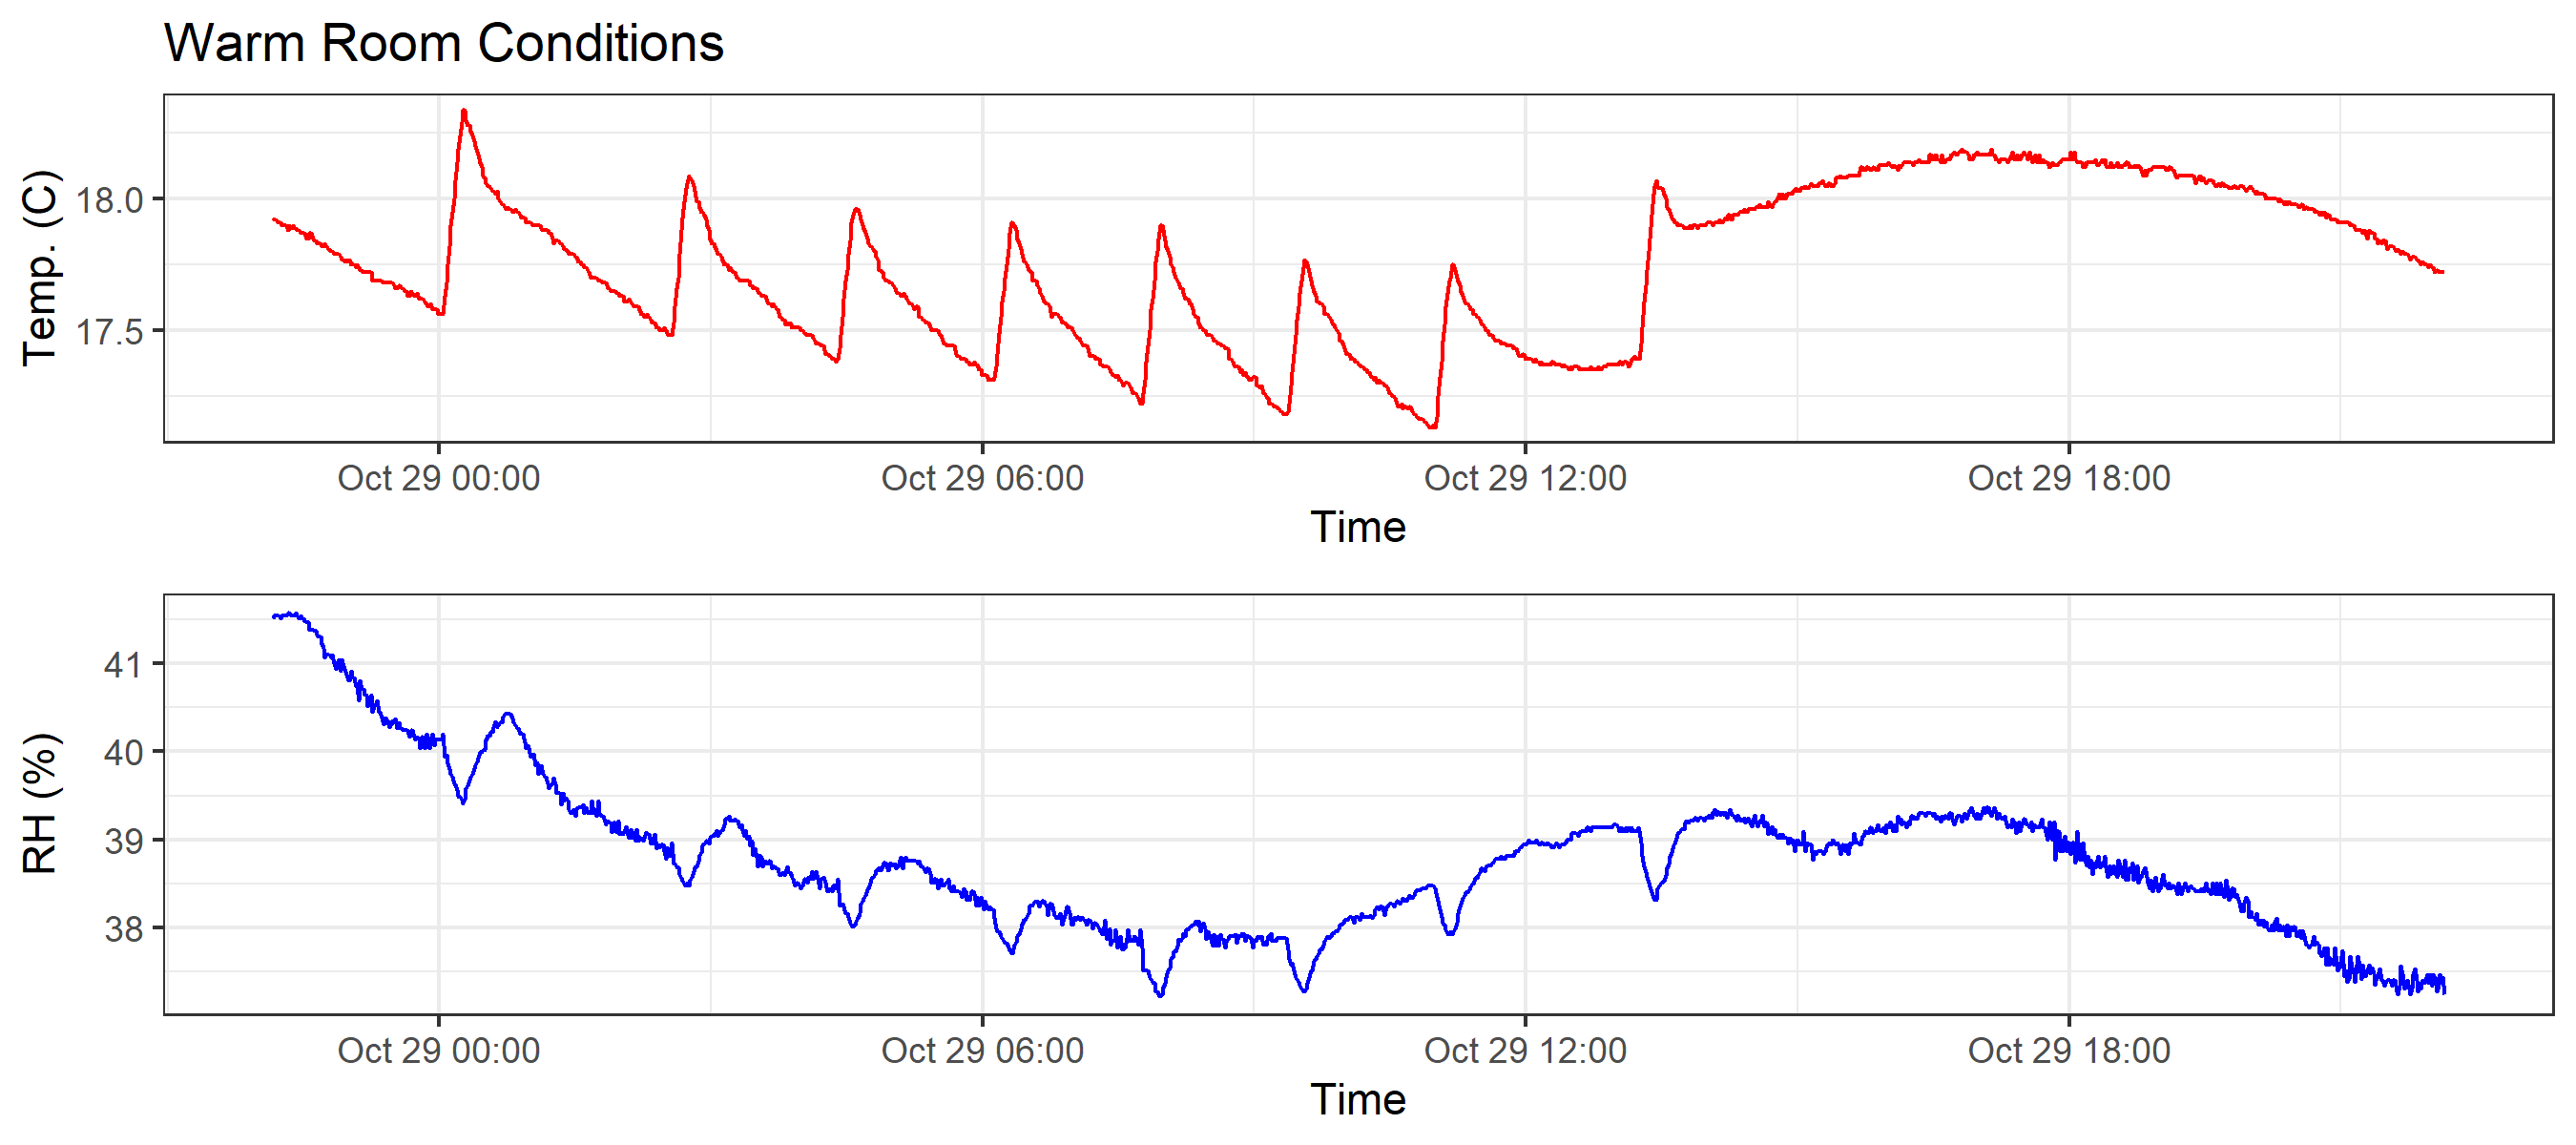 Warm Room Conditions
Temp. (C)
18.0
17.5
Oct 29 00:00 Oct 29 06:00 Oct 29 12:00 Oct 29 18:00
Time
RH (%)
41
40
39
38
Oct 29 00:00 Oct 29 06:00 Oct 29 12:00 Oct 29 18:00
Time